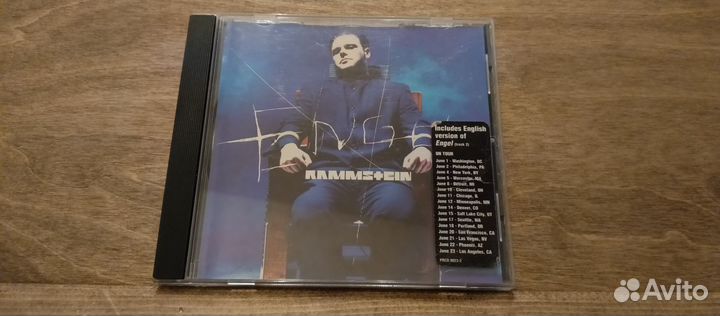 Engel
RAMMSTEIN
Includes English
version of
Engel (track 2)
ON TOUR
June 1 - Washington, DC
June 2 - Philadelphia, PA
June 4 - New York, NY
June 5 - Worcester, MA
June 8 - Detroit, MI
June 10 - Cleveland, OH
June 11 - Chicago, IL
June 12 - Minneapolis, MN
June 14 - Denver, CO
June 15 - Salt Lake City, UT
June 17 - Seattle, WA
June 18 - Portland, OR
June 20 - San Francisco, CA
June 21 - Las Vegas, NV
June 22 - Phoenix, AZ
June 23 - Los Angeles, CA
Avito